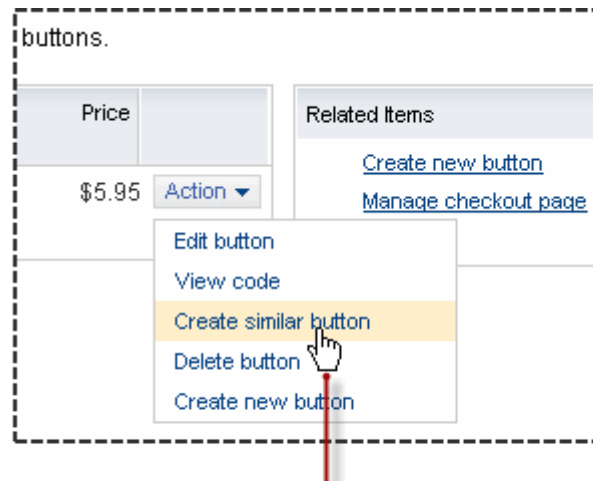 buttons.
Price
Related Items
$5.95 Action
Create new button
Manage checkout page
Edit button
View code
Create similar button
Delete button
Create new button